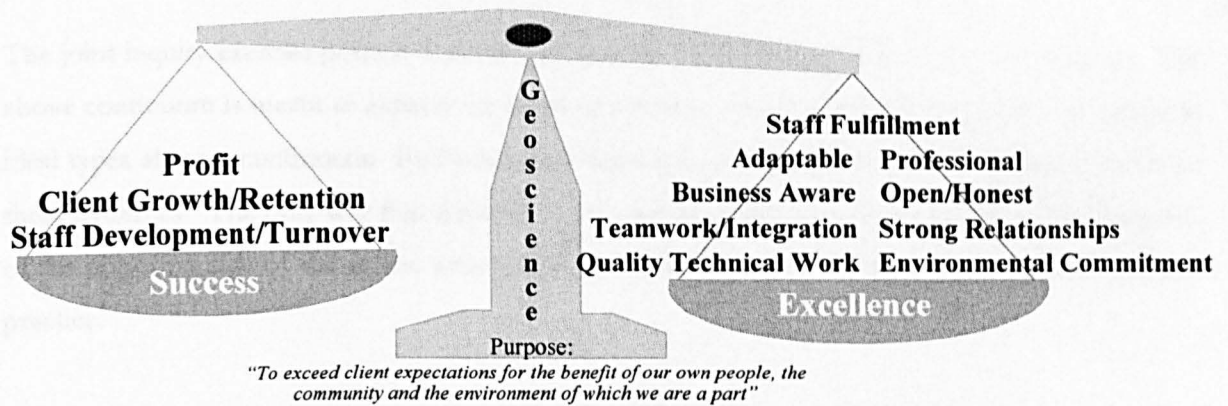 Geoscience
Profit
Client Growth/Retention
Staff Development/Turnover
Success
Staff Fulfillment
Adaptable Professional
Business Aware Open/Honest
Teamwork/Integration Strong Relationships
Quality Technical Work Environmental Commitment
Excellence
Purpose:
"To exceed client expectations for the benefit of our own people, the
community and the environment of which we are a part"